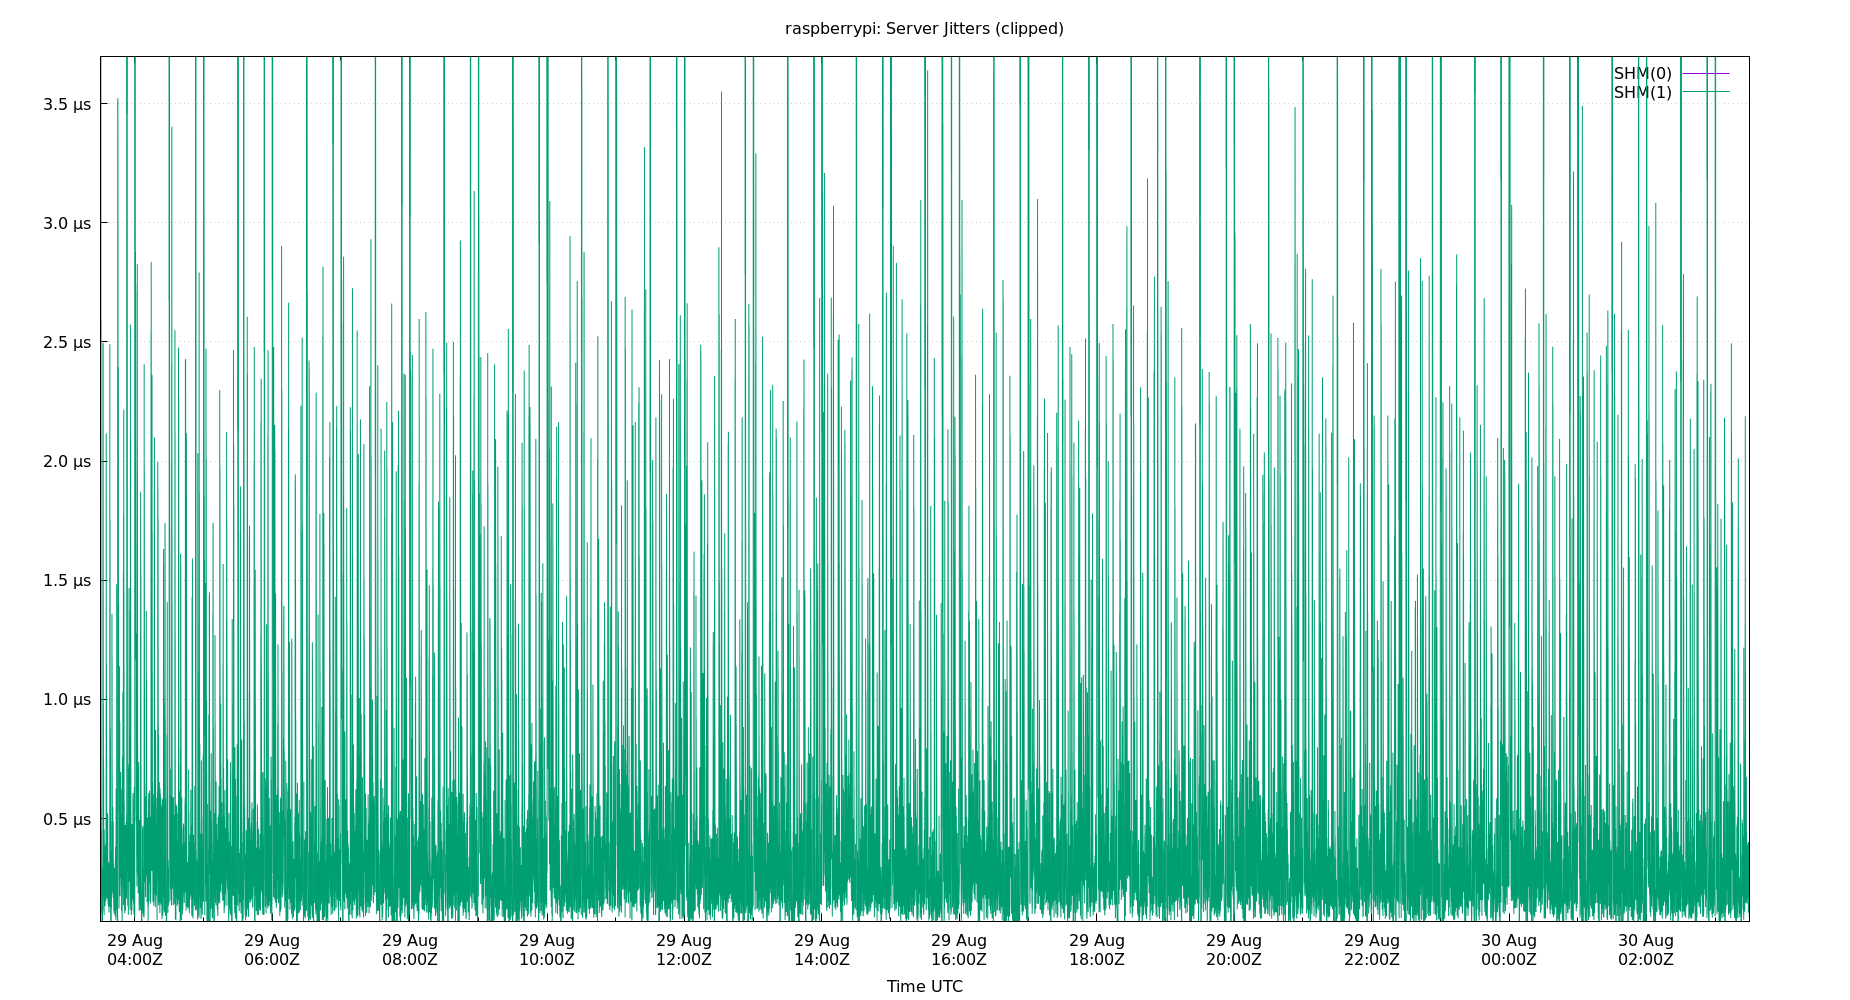 raspberrypi: Server Jitters (clipped)
SHM(0)
SHM(1)
3.5 μs
3.0 μs
2.5 μs
2.0 μs
1.5 μs
1.0 μs
0.5 μs
29 Aug 29 Aug 29 Aug 29 Aug 29 Aug 29 Aug 29 Aug 29 Aug 29 Aug 29 Aug 30 Aug 30 Aug
04:00Z 06:00Z 08:00Z 10:00Z 12:00Z 14:00Z 16:00Z 18:00Z 20:00Z 22:00Z 00:00Z 02:00Z
Time UTC